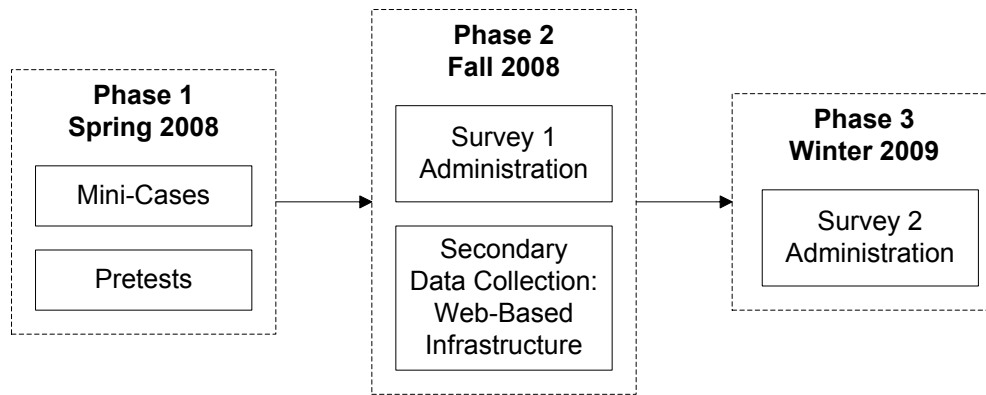 Phase 1
Spring 2008
Mini-Cases
Pretests
Phase 2
Fall 2008
Survey 1
Administration
Secondary
Data Collection:
Web-Based
Infrastructure
Phase 3
Winter 2009
Survey 2
Administration